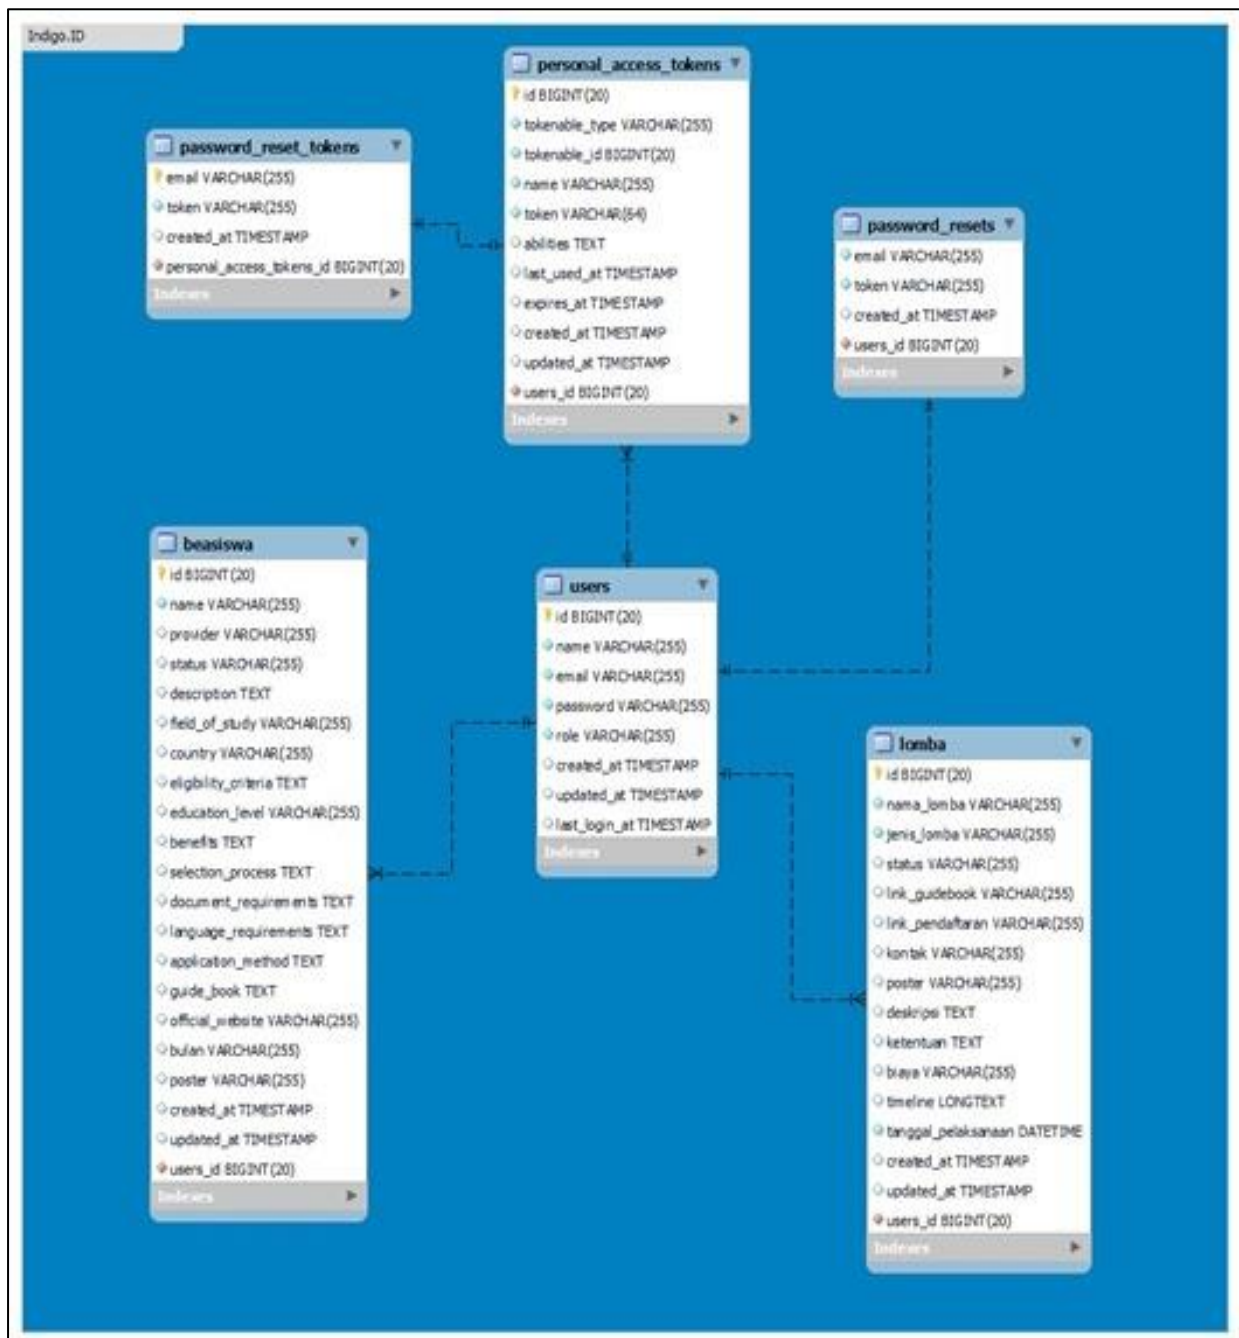 Indigo.ID
personal_access_tokens
id BIGINT(20)
tokenable_type VARCHAR(255)
tokenable_id BIGINT(20)
name VARCHAR(255)
token VARCHAR(64)
abilities TEXT
last_used_at TIMESTAMP
expires_at TIMESTAMP
created_at TIMESTAMP
updated_at TIMESTAMP
users_id BIGINT(20)
Indexes
password_reset_tokens
email VARCHAR(255)
token VARCHAR(255)
created_at TIMESTAMP
personal_access_tokens_id BIGINT(20)
Indexes
password_resets
email VARCHAR(255)
token VARCHAR(255)
created_at TIMESTAMP
users_id BIGINT(20)
Indexes
beasiswa
id BIGINT(20)
name VARCHAR(255)
provider VARCHAR(255)
status VARCHAR(255)
description TEXT
field_of_study VARCHAR(255)
country VARCHAR(255)
eligibility_criteria TEXT
education_level VARCHAR(255)
benefits TEXT
selection_process TEXT
document_requirements TEXT
language_requirements TEXT
application_method TEXT
guide_book TEXT
official_website VARCHAR(255)
bulan VARCHAR(255)
poster VARCHAR(255)
created_at TIMESTAMP
updated_at TIMESTAMP
users_id BIGINT(20)
Indexes
users
id BIGINT(20)
name VARCHAR(255)
email VARCHAR(255)
password VARCHAR(255)
role VARCHAR(255)
created_at TIMESTAMP
updated_at TIMESTAMP
last_login_at TIMESTAMP
Indexes
lomba
id BIGINT(20)
nama_lomba VARCHAR(255)
jenis_lomba VARCHAR(255)
status VARCHAR(255)
link_guidebook VARCHAR(255)
link_pendaftaran VARCHAR(255)
kontak VARCHAR(255)
poster VARCHAR(255)
deskripsi TEXT
ketentuan TEXT
biaya VARCHAR(255)
timeline LONGTEXT
tanggal_pelaksanaan DATETIME
created_at TIMESTAMP
updated_at TIMESTAMP
users_id BIGINT(20)
Indexes